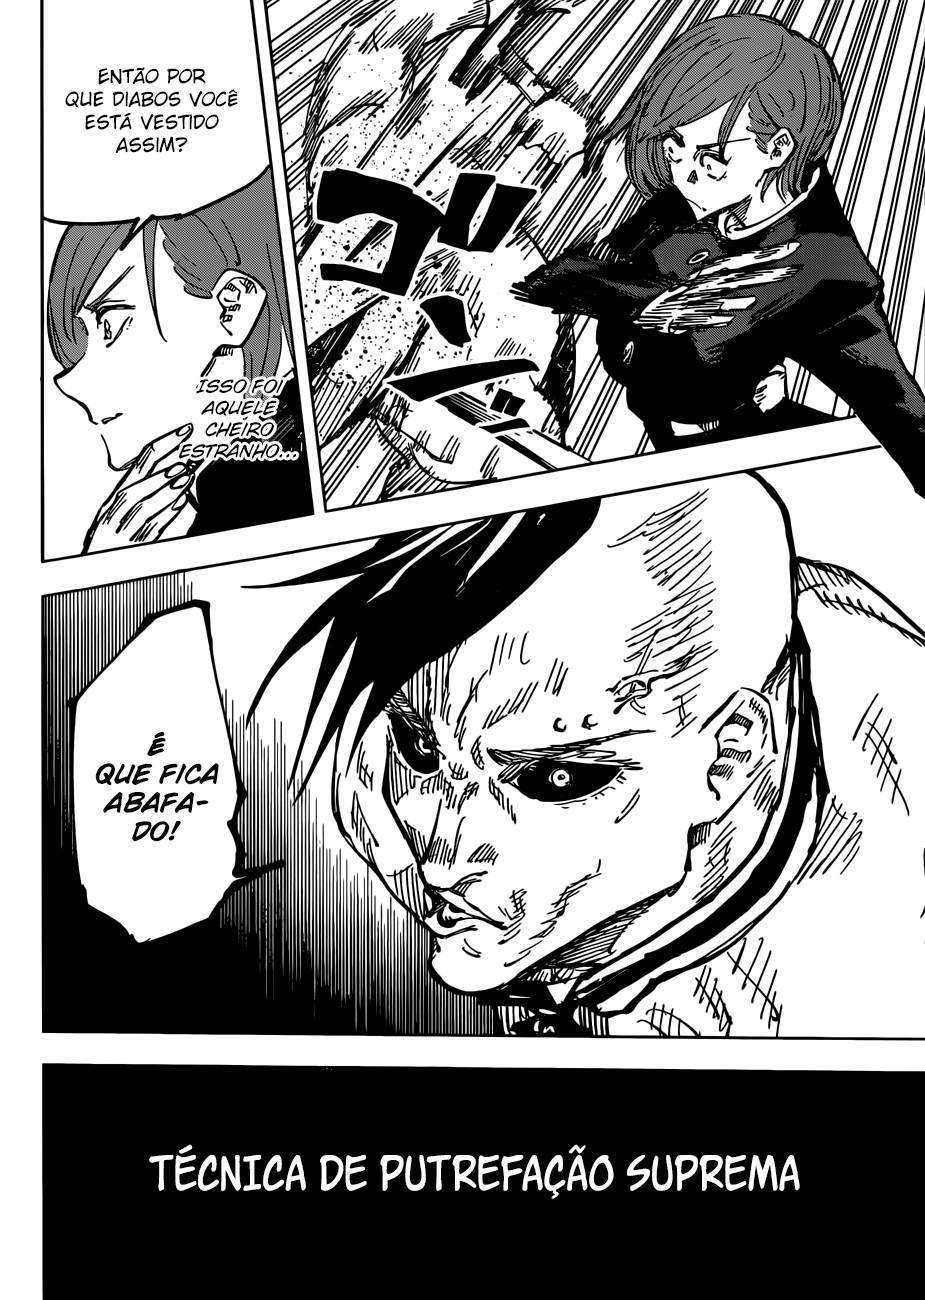 ゴ
ソ
ッ
ENTÃO POR
QUE DIABOS VOCÊ
ESTÁ VESTIDO
ASSIM?
ISSO FOI
AQUELE
CHEIRO
ESTRANHO...
É
QUE FICA
ABAFA-
DO!
TÉCNICA DE PUTREFAÇÃO SUPREMA